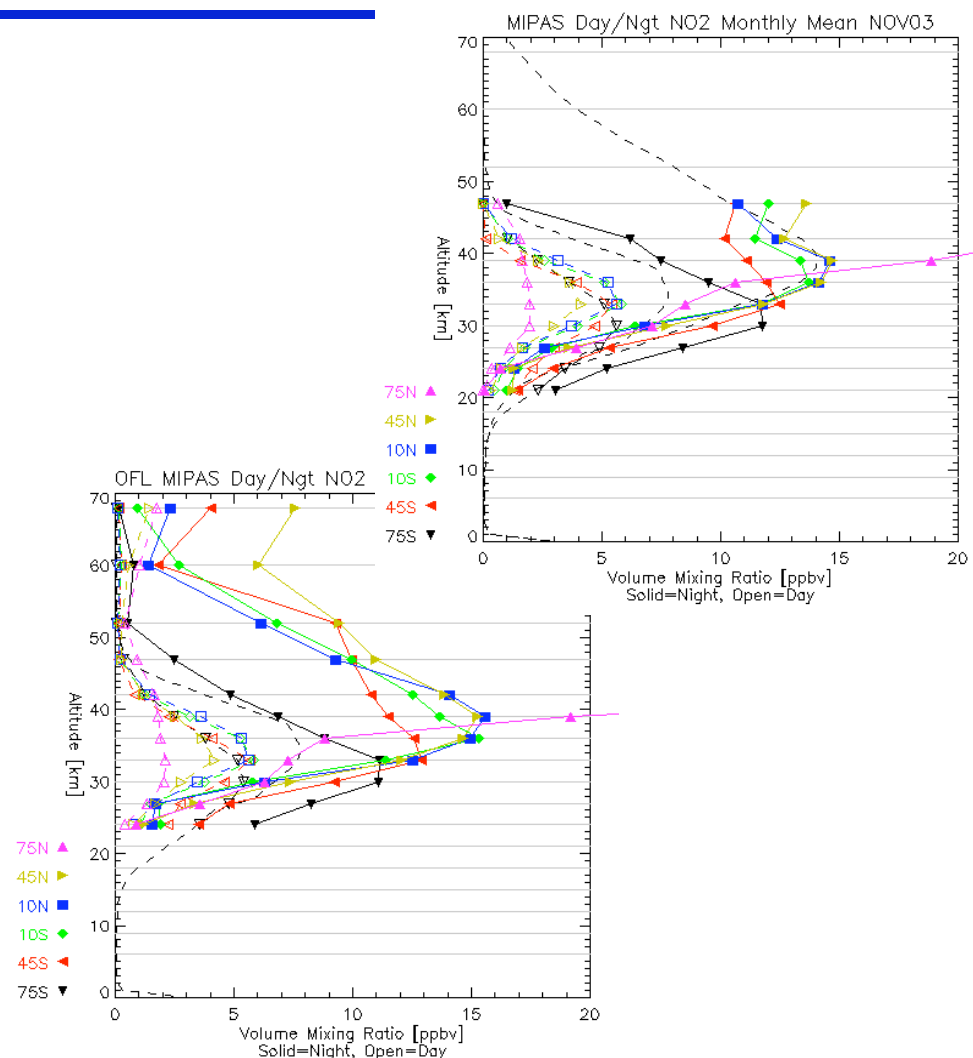 MIPAS Day/Ngt NO2 Monthly Mean NOV03
70
60
50
40
30
20
10
0
Altitude [km]
75N
45N
10N
10S
45S
75S
0 5 10 15 20
Volume Mixing Ratio [ppbv]
Solid=Night, Open=Day
OFL MIPAS Day/Ngt NO2
70
60
50
40
30
20
10
0
Altitude [km]
75N
45N
10N
10S
45S
75S
0 5 10 15 20
Volume Mixing Ratio [ppbv]
Solid=Night, Open=Day